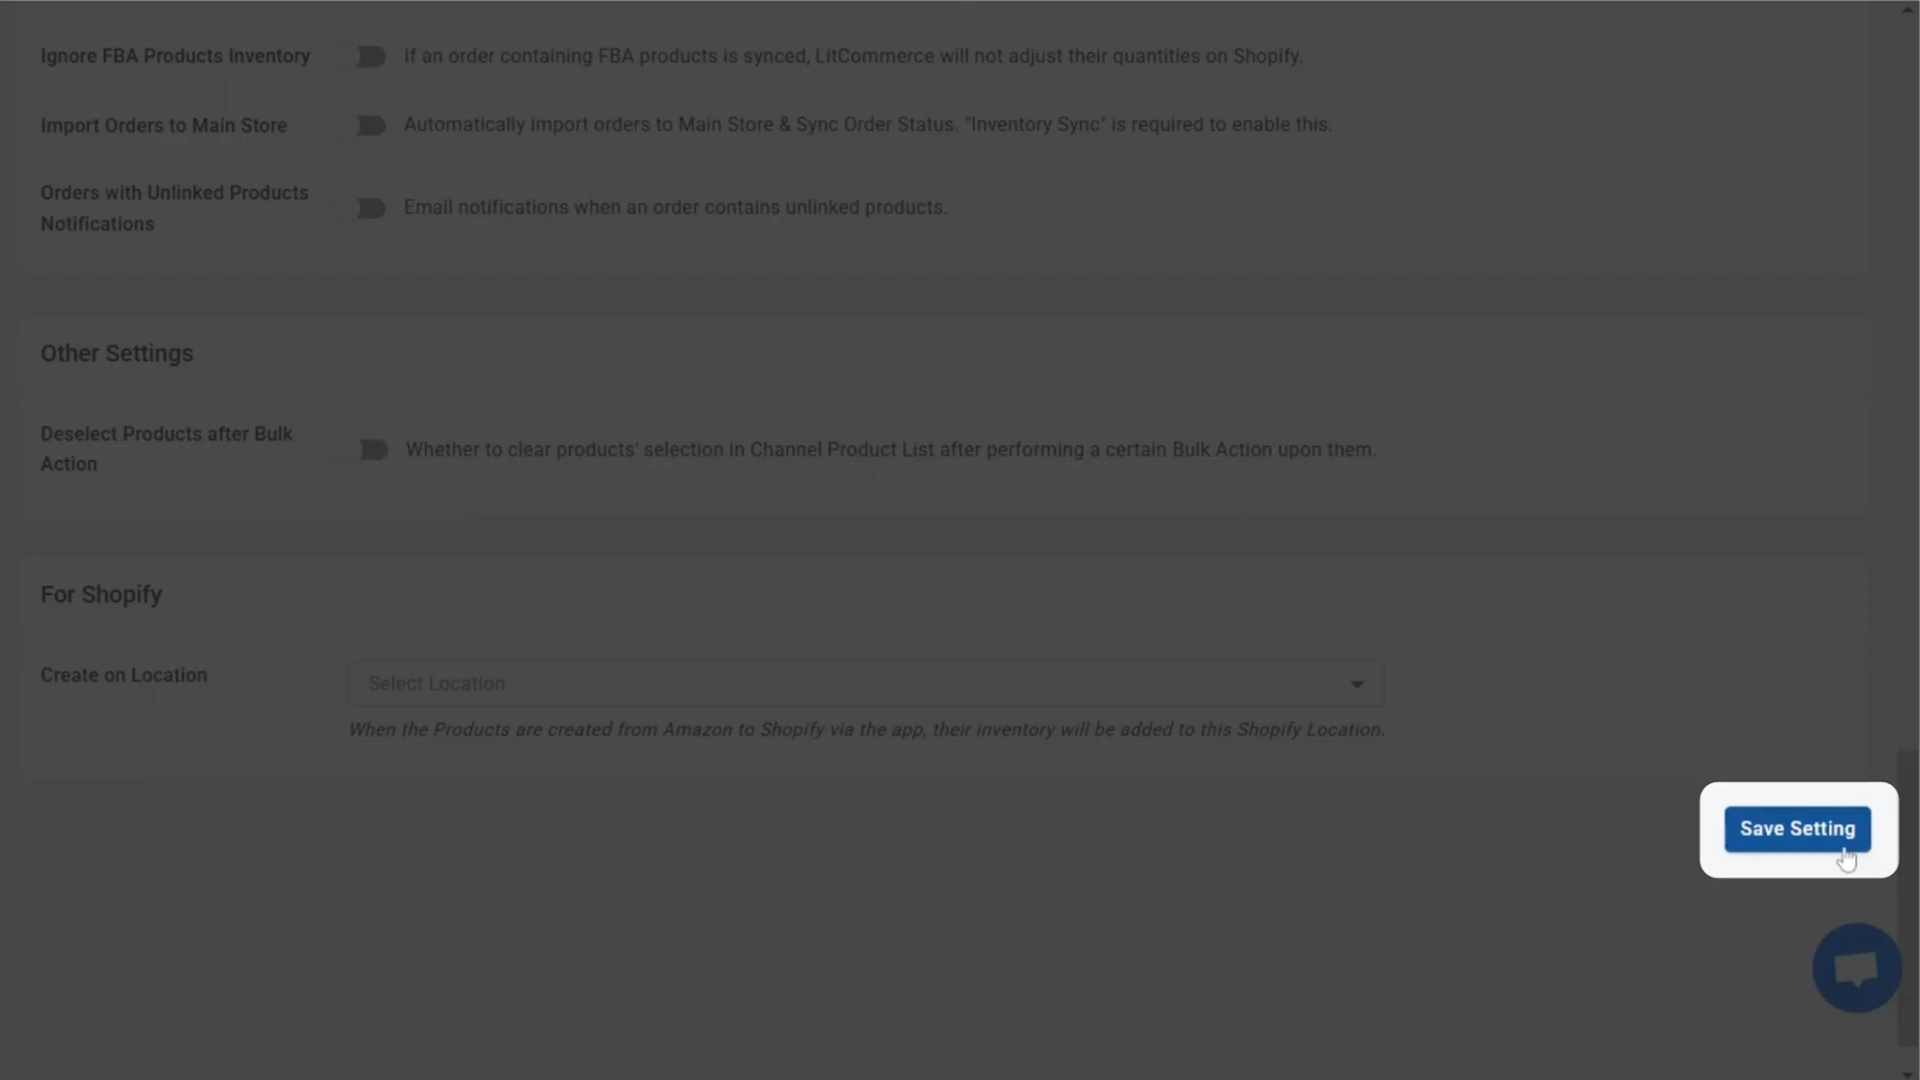 Ignore FBA Products Inventory
If an order containing FBA products is synced, LitCommerce will not adjust their quantities on Shopify.
Import Orders to Main Store
Automatically import orders to Main Store & Sync Order Status. "Inventory Sync" is required to enable this.
Orders with Unlinked Products
Notifications
Email notifications when an order contains unlinked products.
Other Settings
Deselect Products after Bulk
Action
Whether to clear products' selection in Channel Product List after performing a certain Bulk Action upon them.
For Shopify
Create on Location
Select Location
When the Products are created from Amazon to Shopify via the app, their inventory will be added to this Shopify Location.
Save Setting